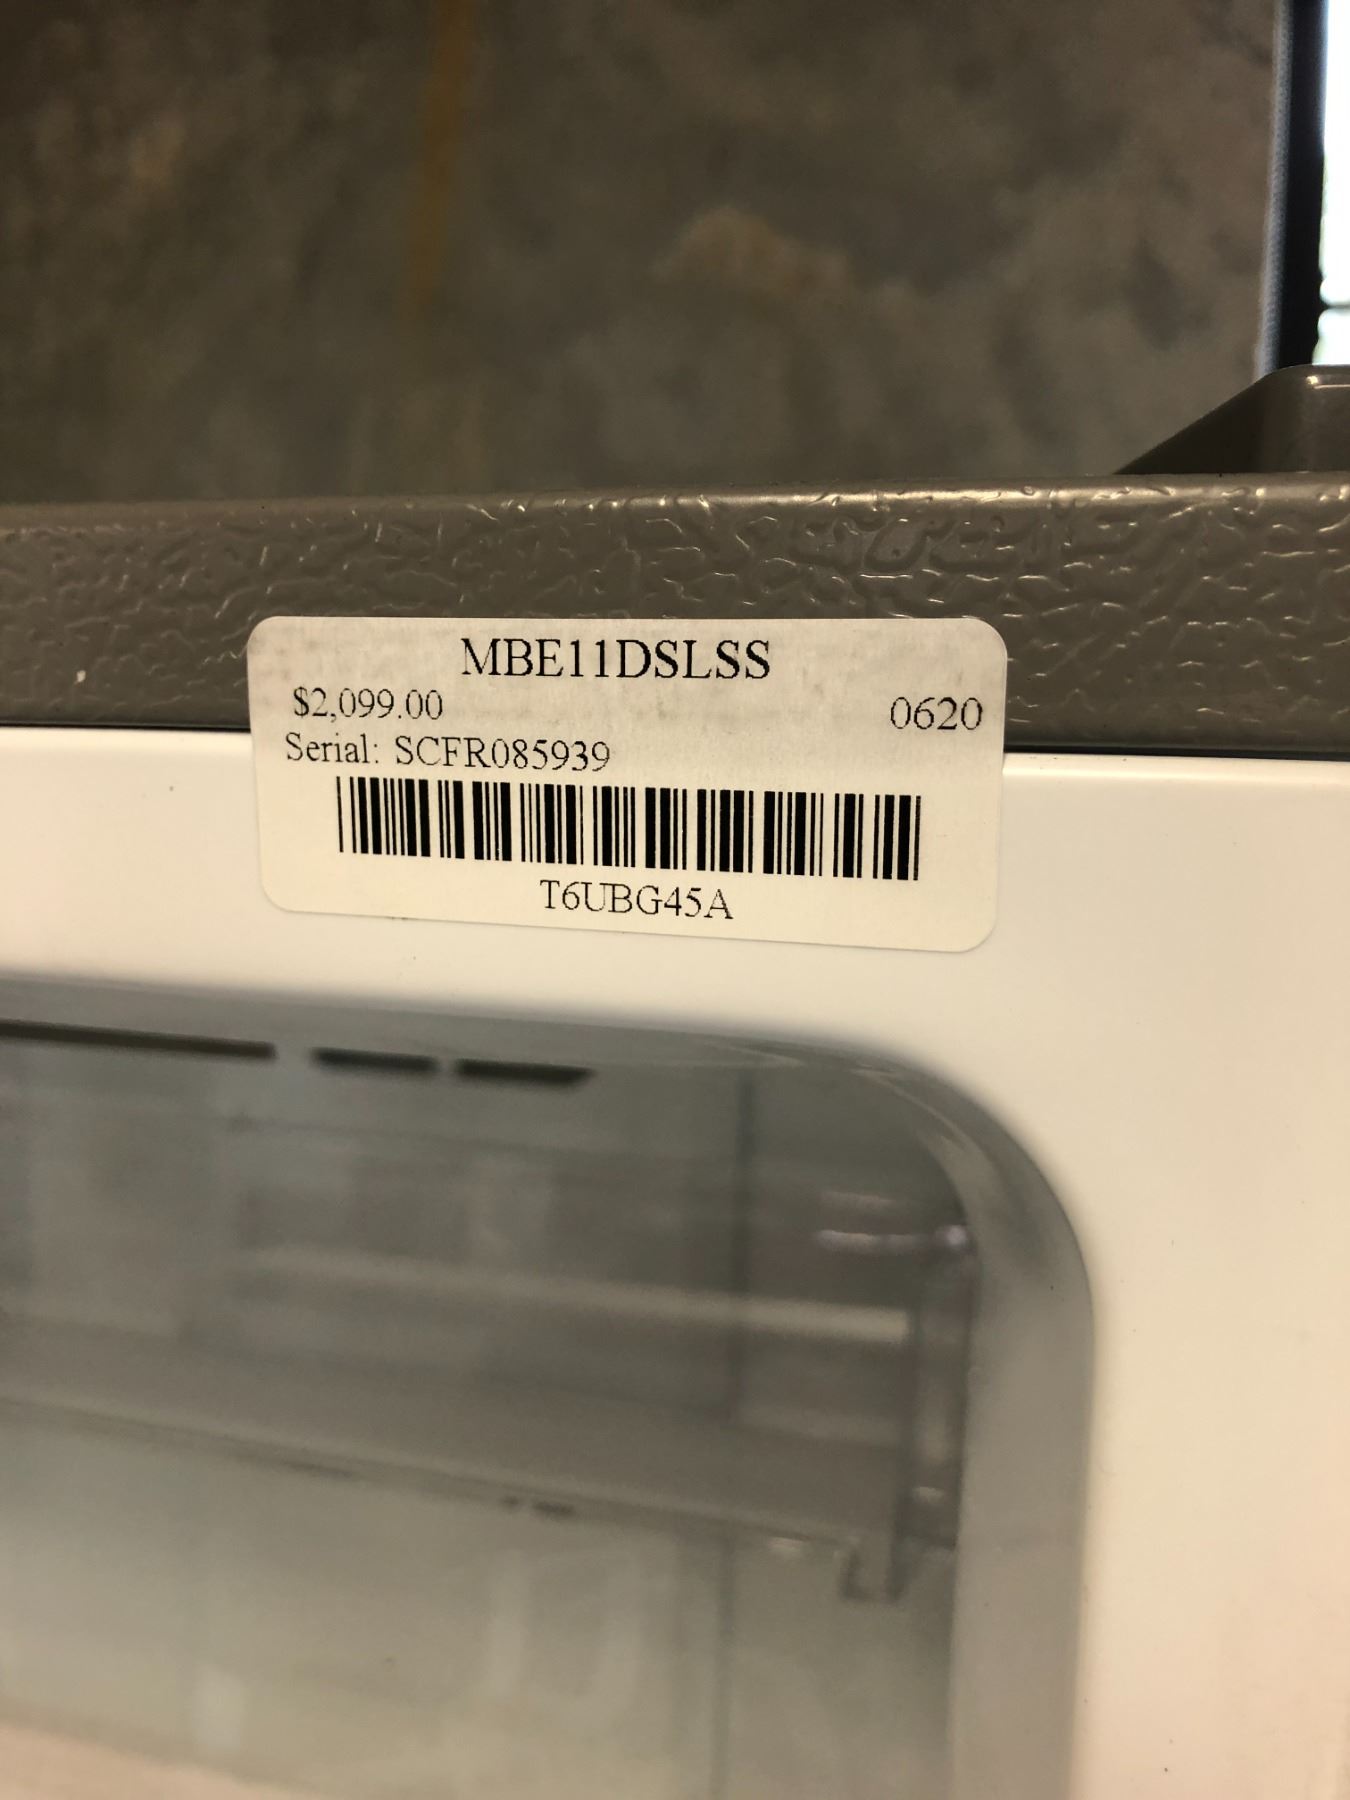 MBE11DSLSS
$2,099.00 0620
Serial: SCFR085939
T6UBG45A